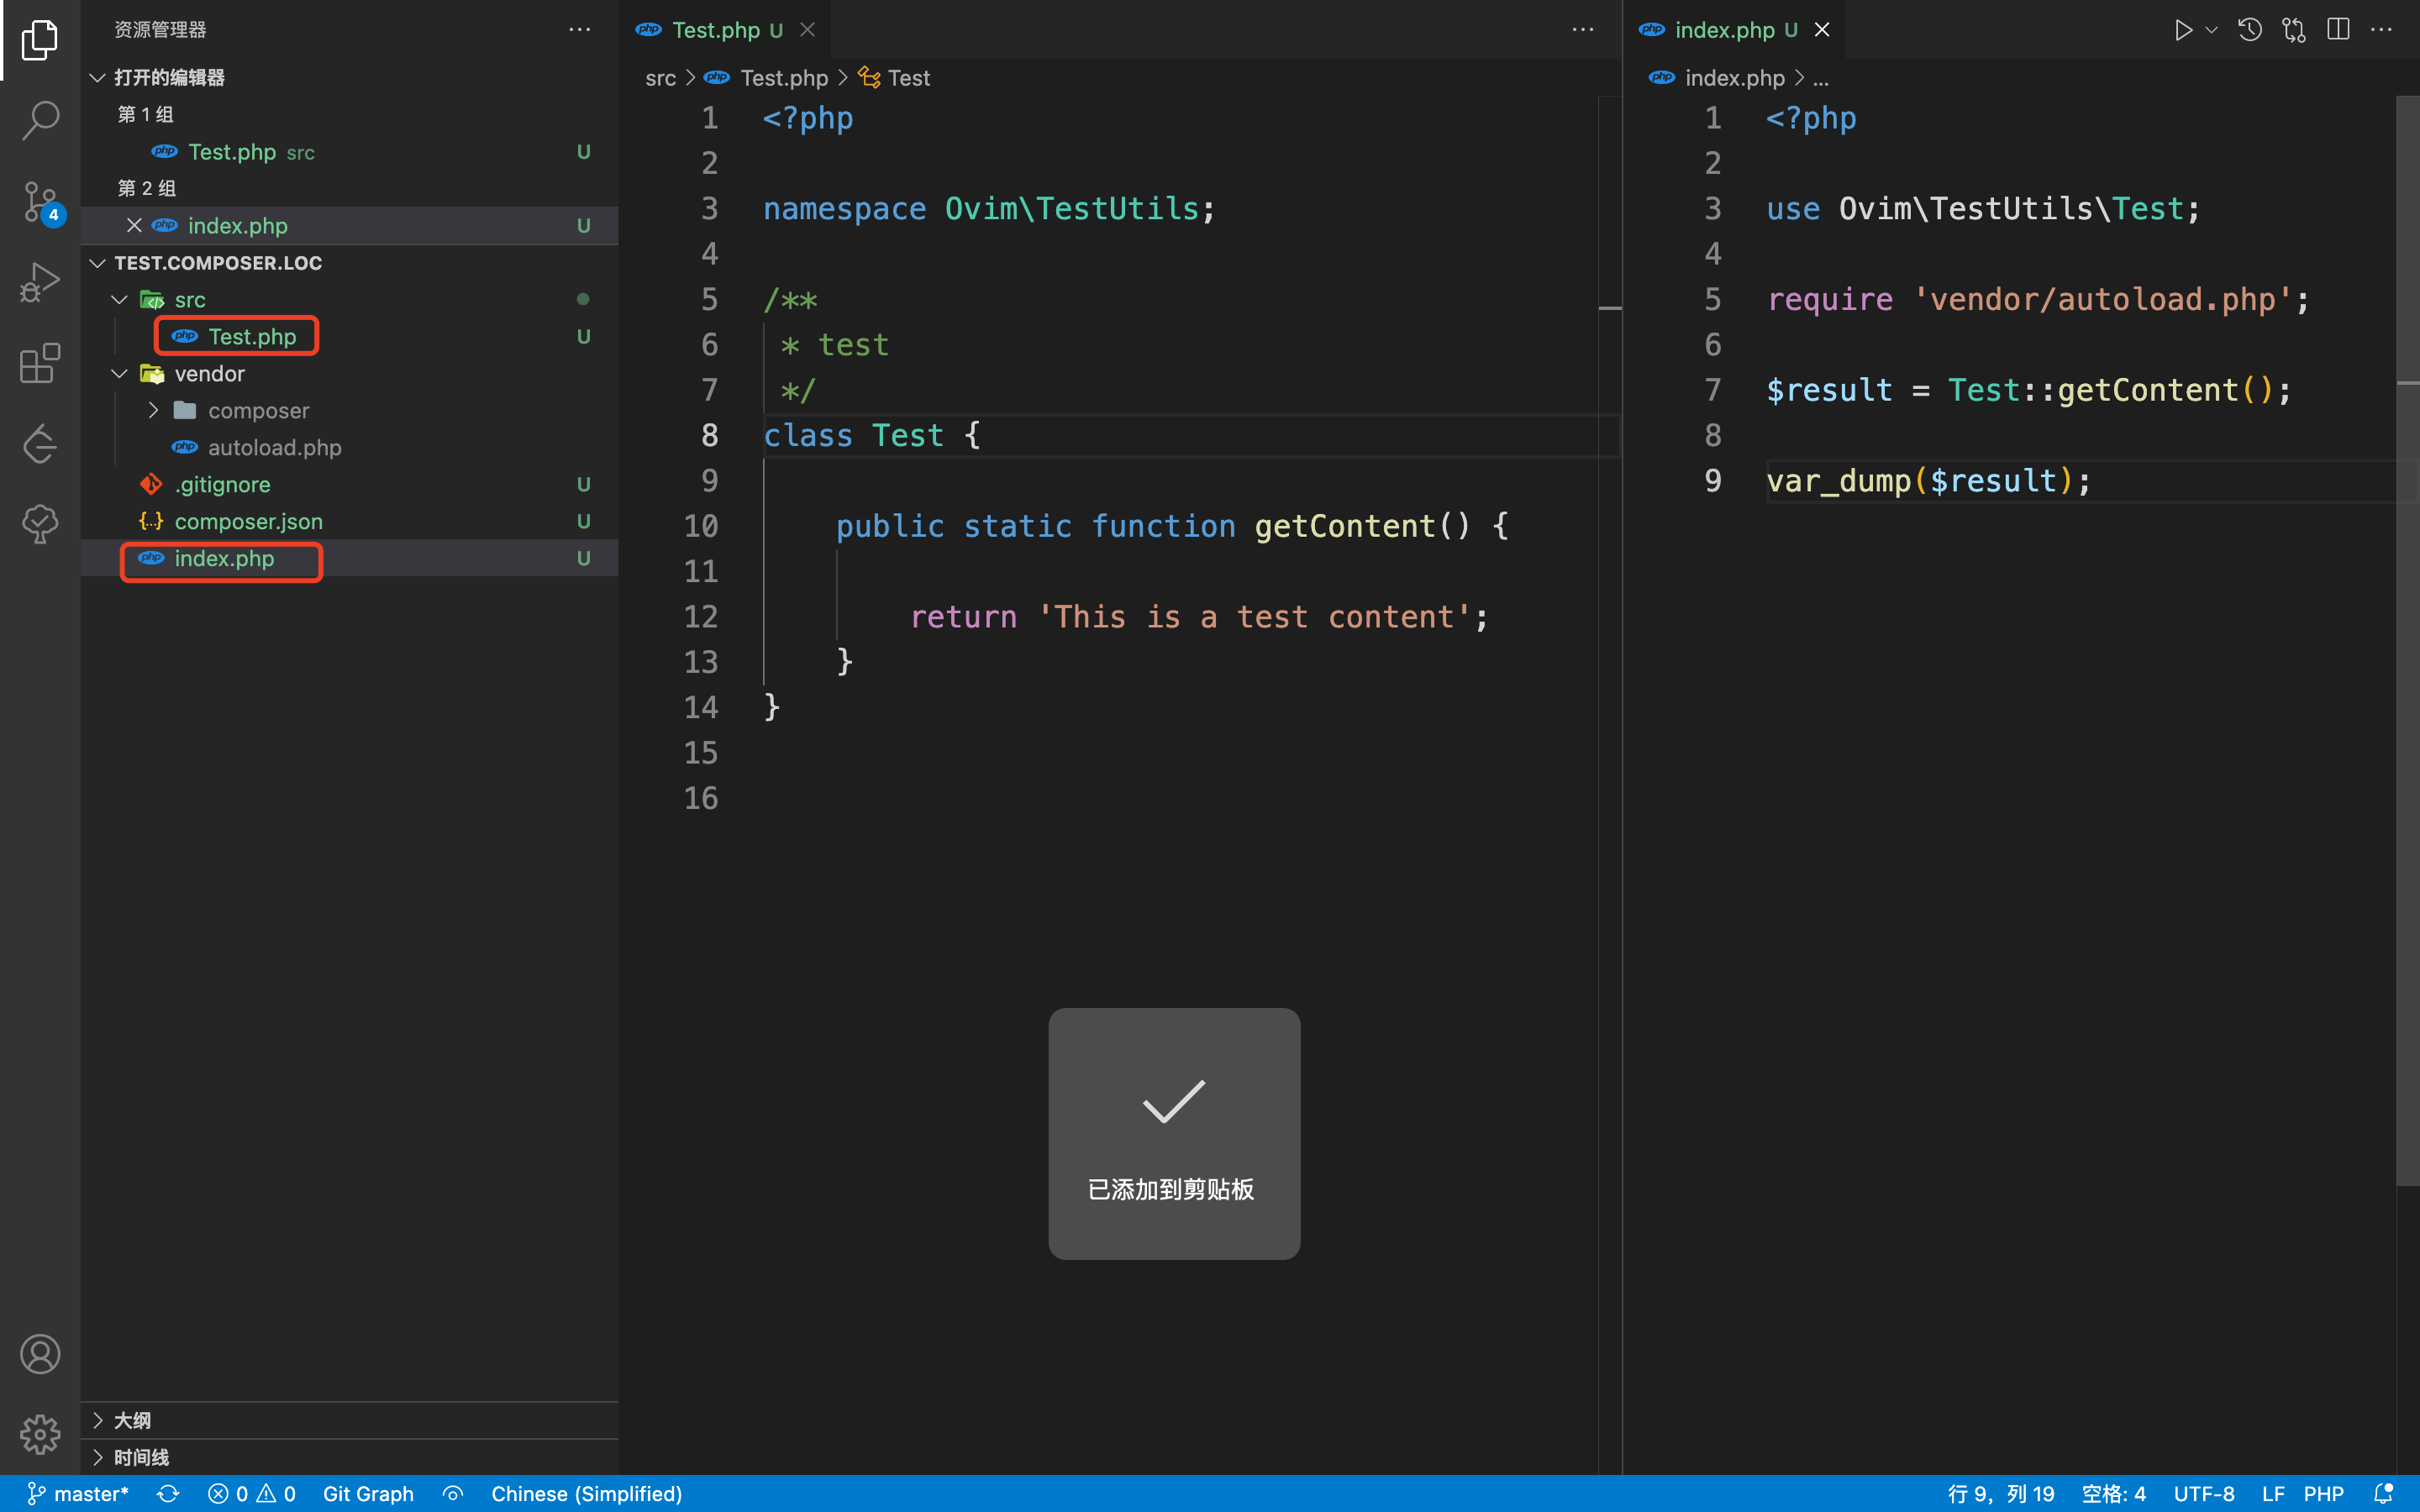 资源管理器
打开的编辑器
第 1 组
Test.php src U
第 2 组
index.php U
TEST.COMPOSER.LOC
src
Test.php U
vendor
composer
autoload.php
.gitignore U
composer.json U
index.php U
大纲
时间线
Test.php U
src > Test.php > Test
1 <?php
2
3 namespace Ovim\TestUtils;
4
5 /**
6 * test
7 */
8 class Test {
9
10 public static function getContent() {
11
12 return 'This is a test content';
13 }
14 }
15
16
index.php U
index.php > ...
1 <?php
2
3 use Ovim\TestUtils\Test;
4
5 require 'vendor/autoload.php';
6
7 $result = Test::getContent();
8
9 var_dump($result);
已添加到剪贴板
4
master* 0 0 Git Graph Chinese (Simplified) 行 9，列 19 空格: 4 UTF-8 LF PHP